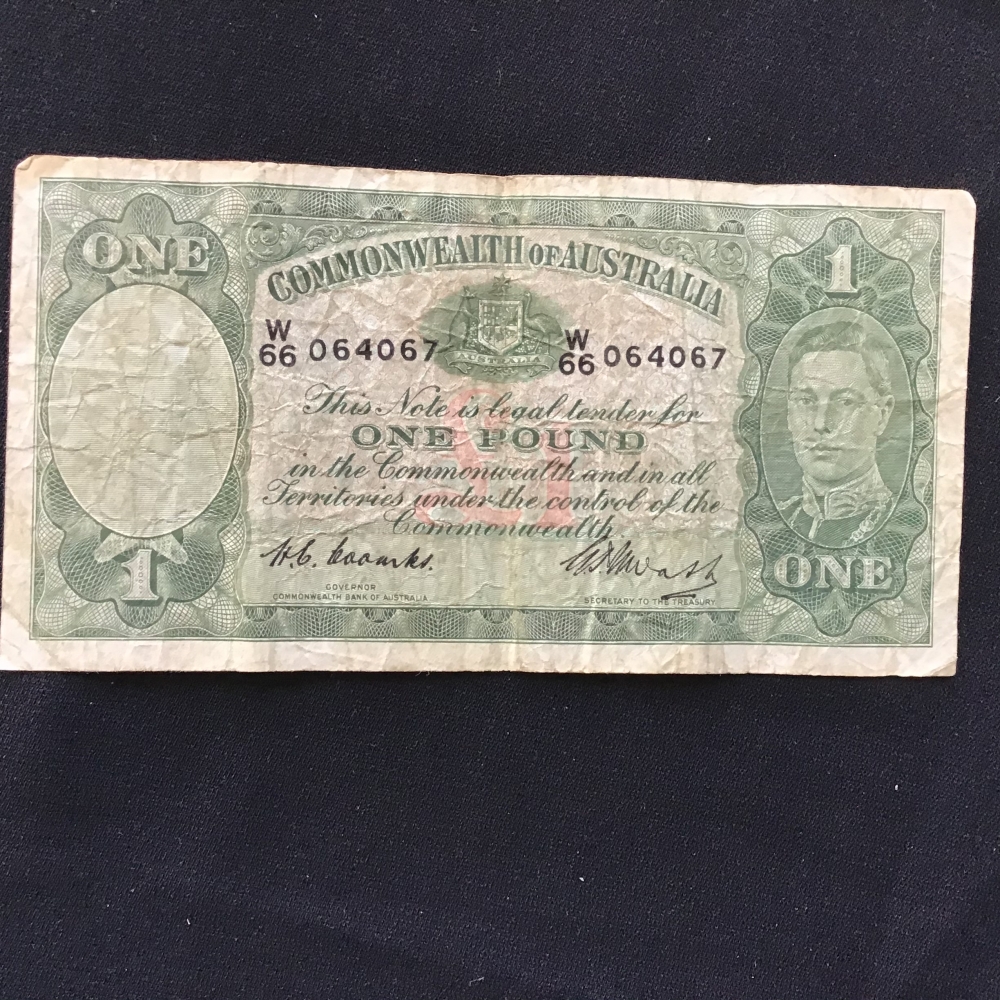 ONE
1
COMMONWEALTH OF AUSTRALIA
AUSTRALIA
W
66 064067
W
66 064067
£1
This Note is legal tender for
ONE POUND
in the Commonwealth and in all
Territories under the control of the
Commonwealth
H.C. Coombs.
GOVERNOR
COMMONWEALTH BANK OF AUSTRALIA
SECRETARY TO THE TREASURY
1
ONE